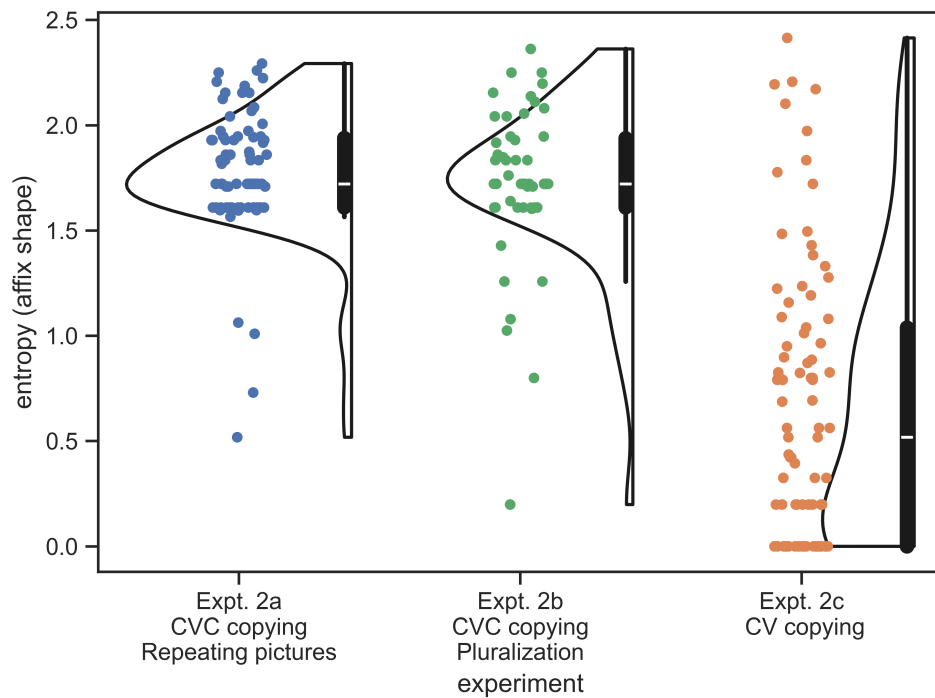 2.5
2.0
1.5
1.0
0.5
0.0
entropy (affix shape)
Expt. 2a
CVC copying
Repeating pictures
Expt. 2b
CVC copying
Pluralization
Expt. 2c
CV copying
experiment